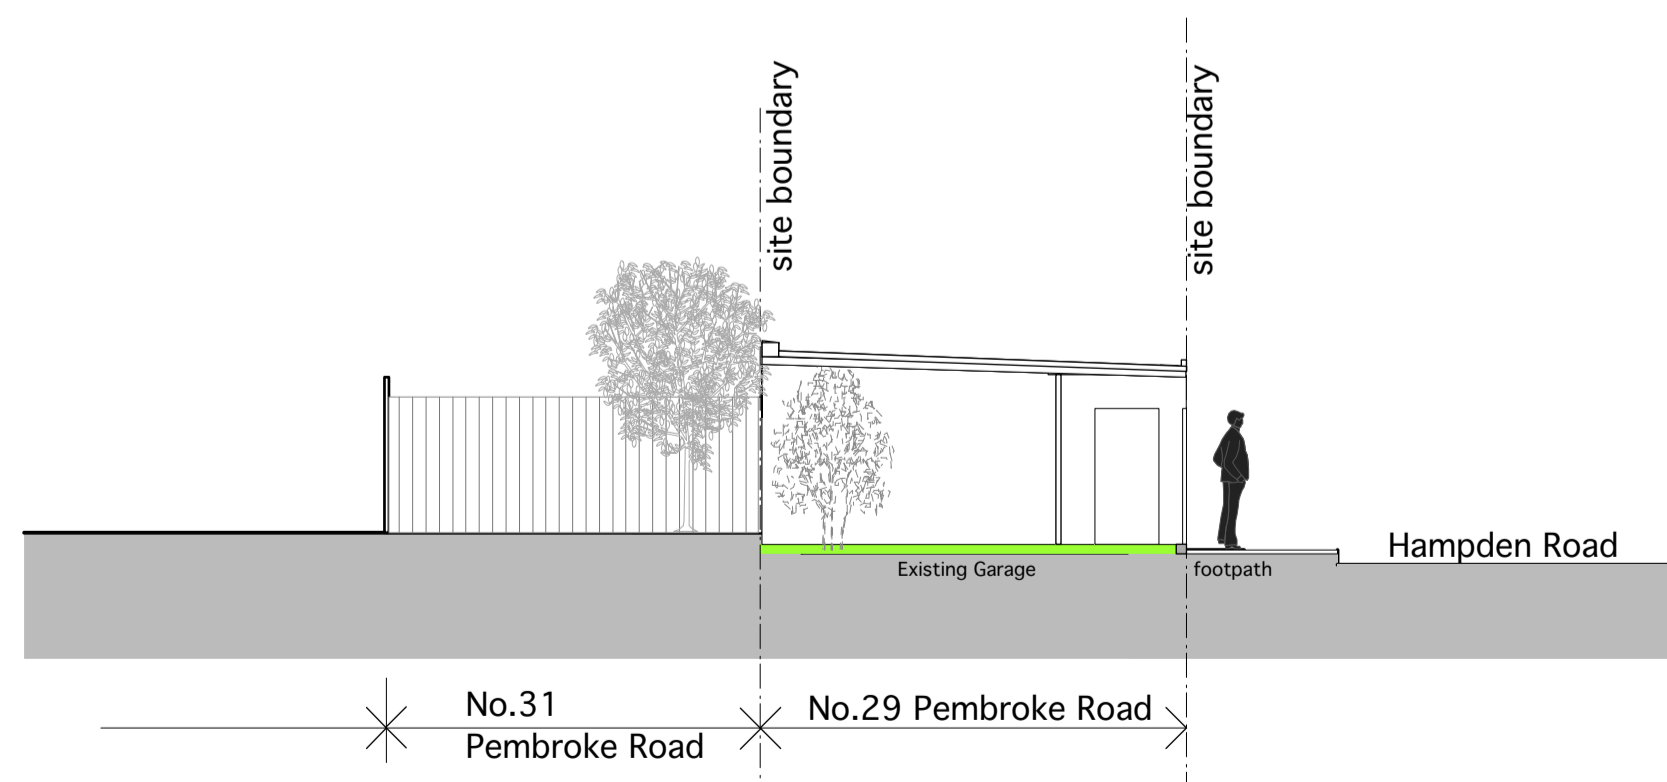 site boundary
site boundary
Hampden Road
Existing Garage
footpath
No.31
Pembroke Road
No.29 Pembroke Road